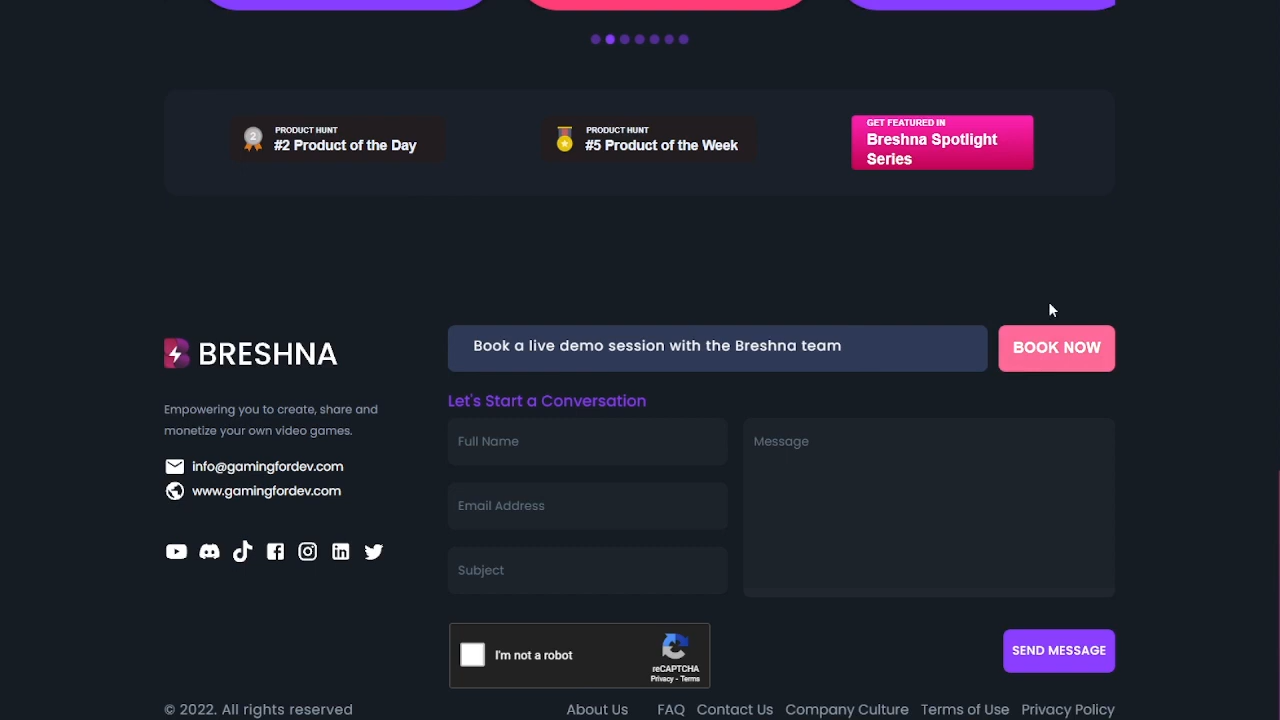 2
PRODUCT HUNT
#2 Product of the Day
PRODUCT HUNT
#5 Product of the Week
GET FEATURED IN
Breshna Spotlight
Series
BRESHNA
Empowering you to create, share and
monetize your own video games.
info@gamingfordev.com
www.gamingfordev.com
Book a live demo session with the Breshna team
BOOK NOW
Let's Start a Conversation
Full Name
Message
Email Address
Subject
I'm not a robot
reCAPTCHA
Privacy - Terms
SEND MESSAGE
© 2022. All rights reserved
About Us FAQ Contact Us Company Culture Terms of Use Privacy Policy